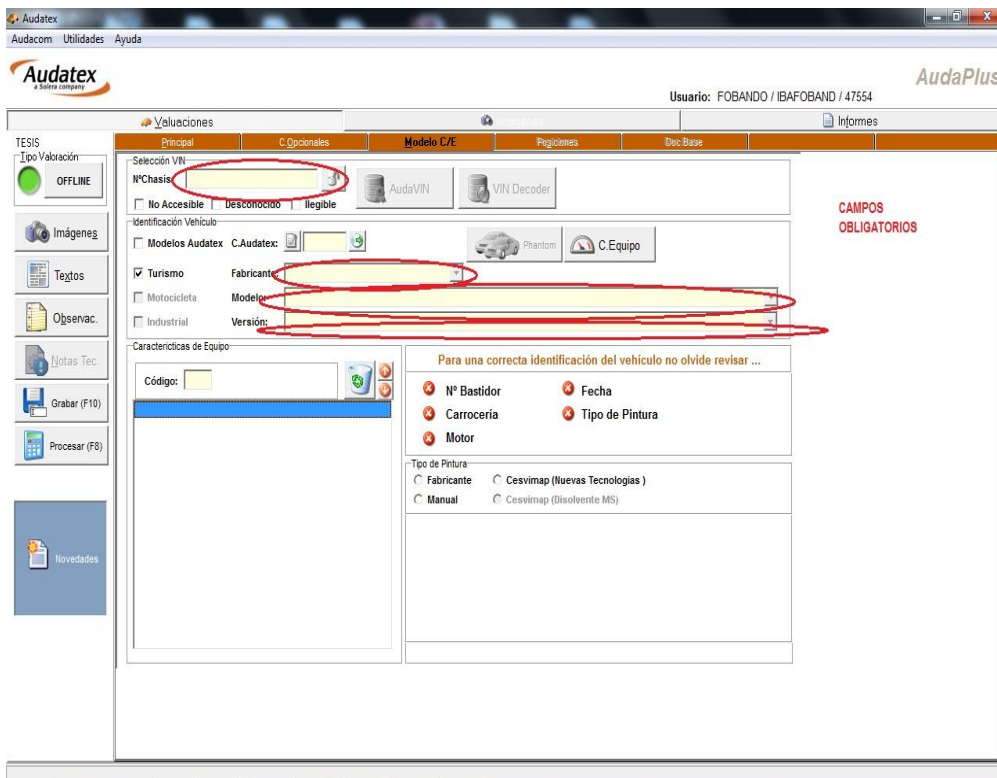 Audatex
Audacom Utilidades Ayuda
Audatex
a Solera company
AudaPlus
Usuario: FOBANDO / IBAFOBAND / 47554
Valuaciones
Informes
TESIS
Principal C.Opcionales Modelo C/E Posiciones Doc.Base
Tipo Valoración
OFFLINE
Imágenes
Textos
Observac.
Notas Tec.
Grabar (F10)
Procesar (F8)
Novedades
Selección VIN
NºChasis:
AudaVIN
VIN Decoder
No Accesible Desconocido Ilegible
CAMPOS
OBLIGATORIOS
Identificación Vehículo
Modelos Audatex C.Audatex:
Phantom
C.Equipo
Turismo Fabricante:
Motocicleta Modelo:
Industrial Versión:
Caractericticas de Equipo
Código:
Para una correcta identificación del vehículo no olvide revisar ...
Nº Bastidor Fecha
Carrocería Tipo de Pintura
Motor
Tipo de Pintura
Fabricante Cesvimap (Nuevas Tecnologias )
Manual Cesvimap (Disolvente MS)